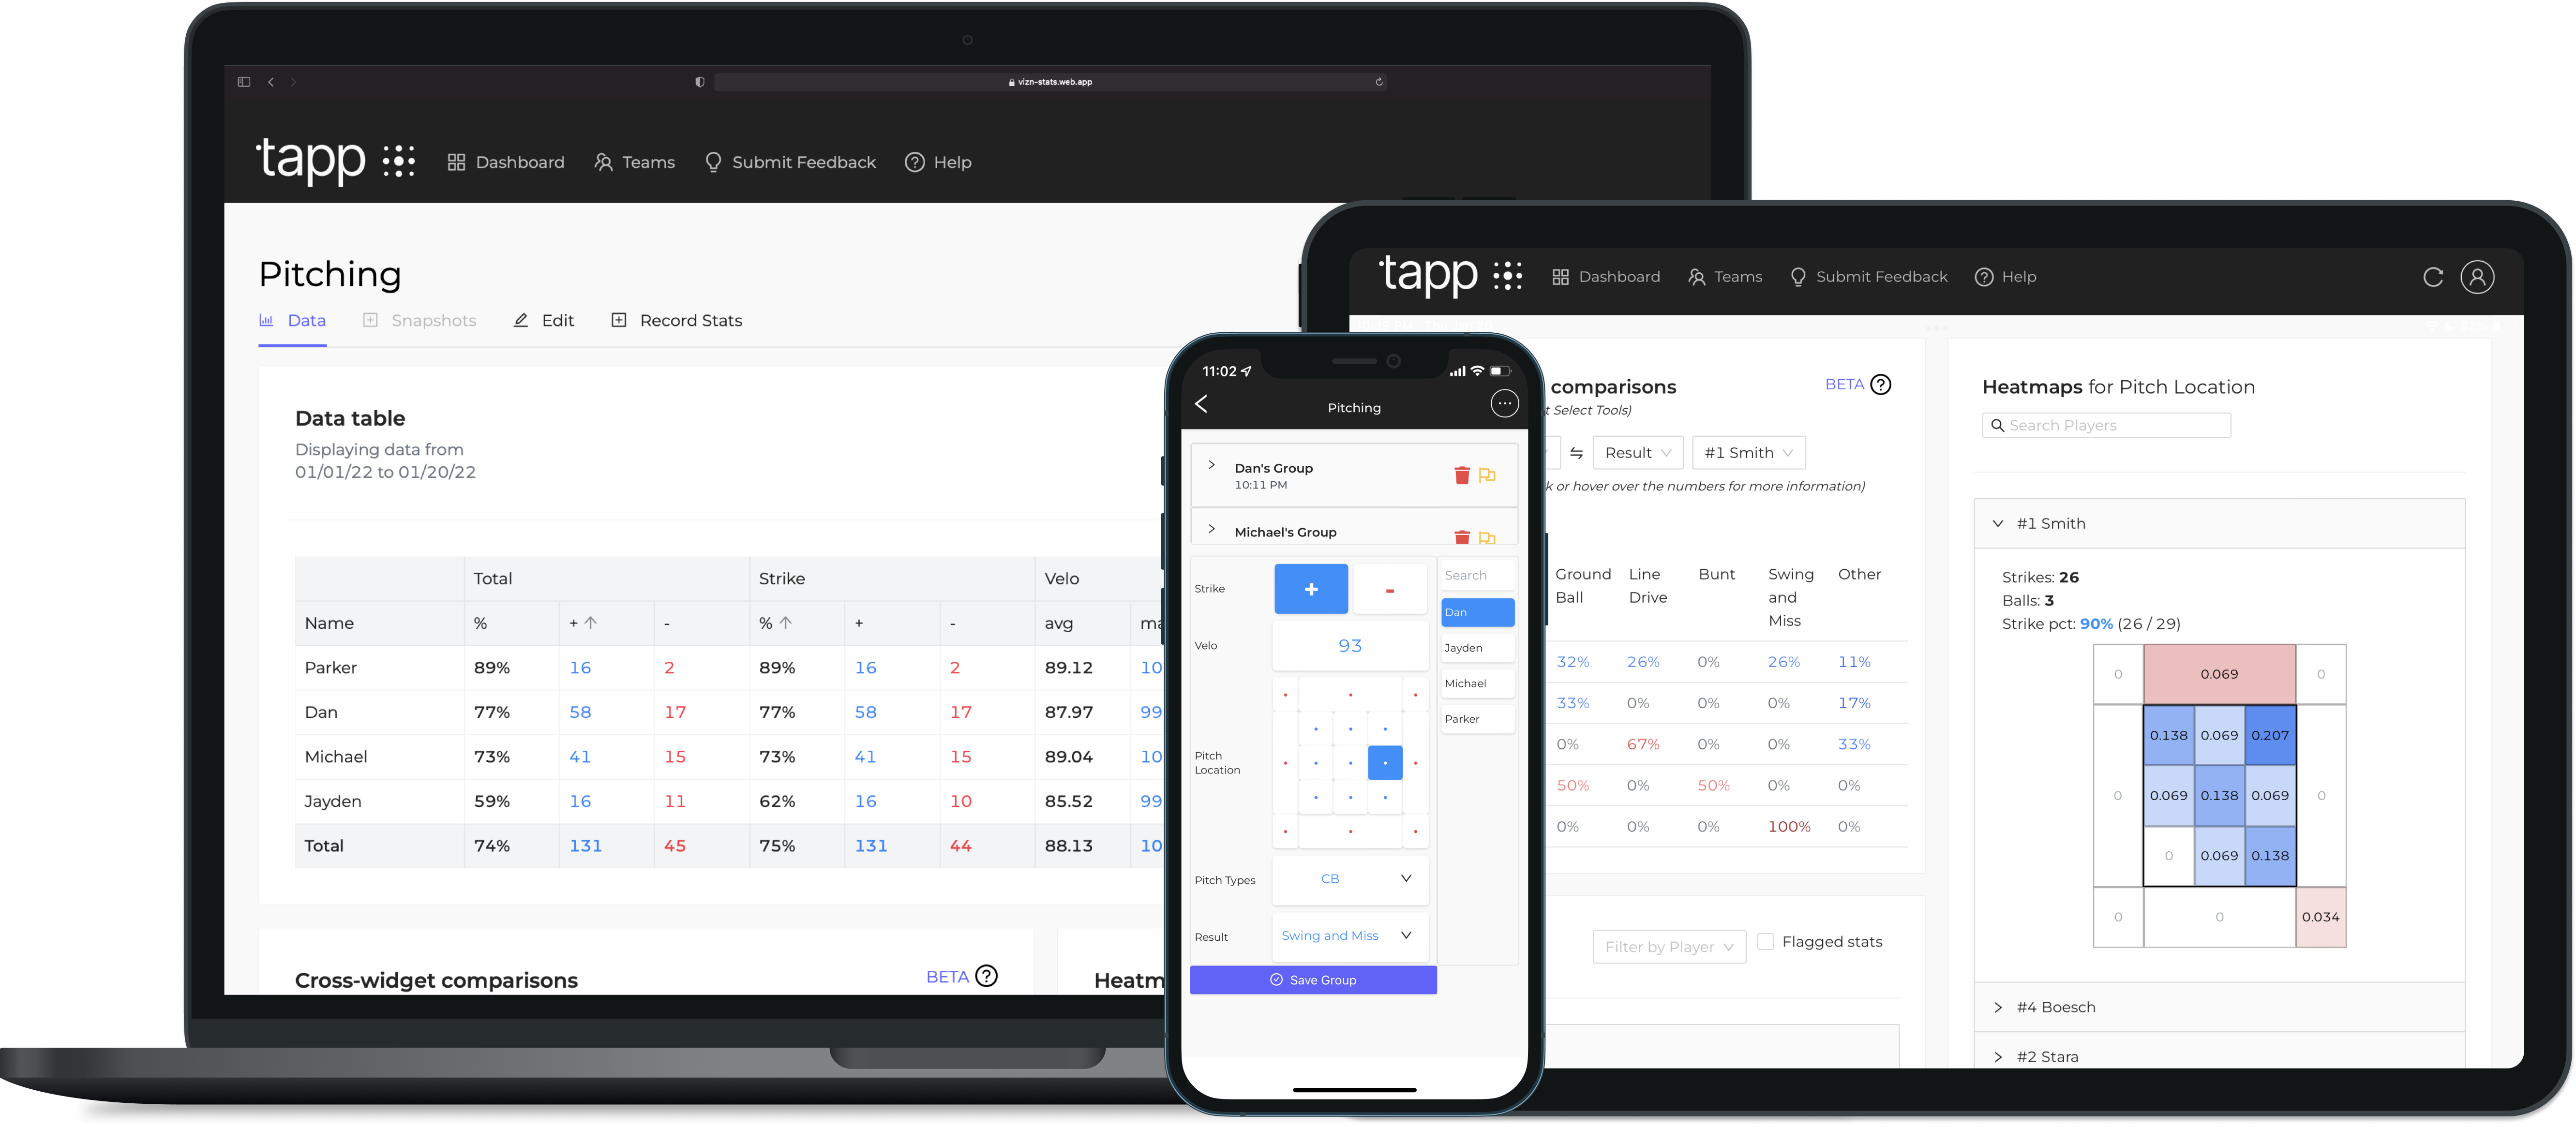 vizn-stats.web.app
tapp Dashboard Teams Submit Feedback Help
Pitching
Data Snapshots Edit Record Stats
Data table
Displaying data from
01/01/22 to 01/20/22
Total Strike Velo
Name % + - % + - avg
Parker 89% 16 2 89% 16 2 89.12 10
Dan 77% 58 17 77% 58 17 87.97 99
Michael 73% 41 15 73% 41 15 89.04 10
Jayden 59% 16 11 62% 16 10 85.52 99
Total 74% 131 45 75% 131 44 88.13 10
Cross-widget comparisons BETA ?
Heatm
11:02
Pitching
Dan's Group
10:11 PM
Michael's Group
Strike + -
Velo 93
Pitch
Location
Pitch Types CB
Result Swing and Miss
Search
Dan
Jayden
Michael
Parker
Save Group
tapp Dashboard Teams Submit Feedback Help
comparisons BETA ?
t Select Tools)
Result #1 Smith
k or hover over the numbers for more information)
Ground Line Bunt Swing Other
Ball Drive and
Miss
32% 26% 0% 26% 11%
33% 0% 0% 0% 17%
0% 67% 0% 0% 33%
50% 0% 50% 0% 0%
0% 0% 0% 100% 0%
Filter by Player Flagged stats
Heatmaps for Pitch Location
Search Players
#1 Smith
Strikes: 26
Balls: 3
Strike pct: 90% (26 / 29)
0 0.069 0
0.138 0.069 0.207
0 0.069 0.138 0.069 0
0 0.069 0.138
0 0 0.034
#4 Boesch
#2 Stara